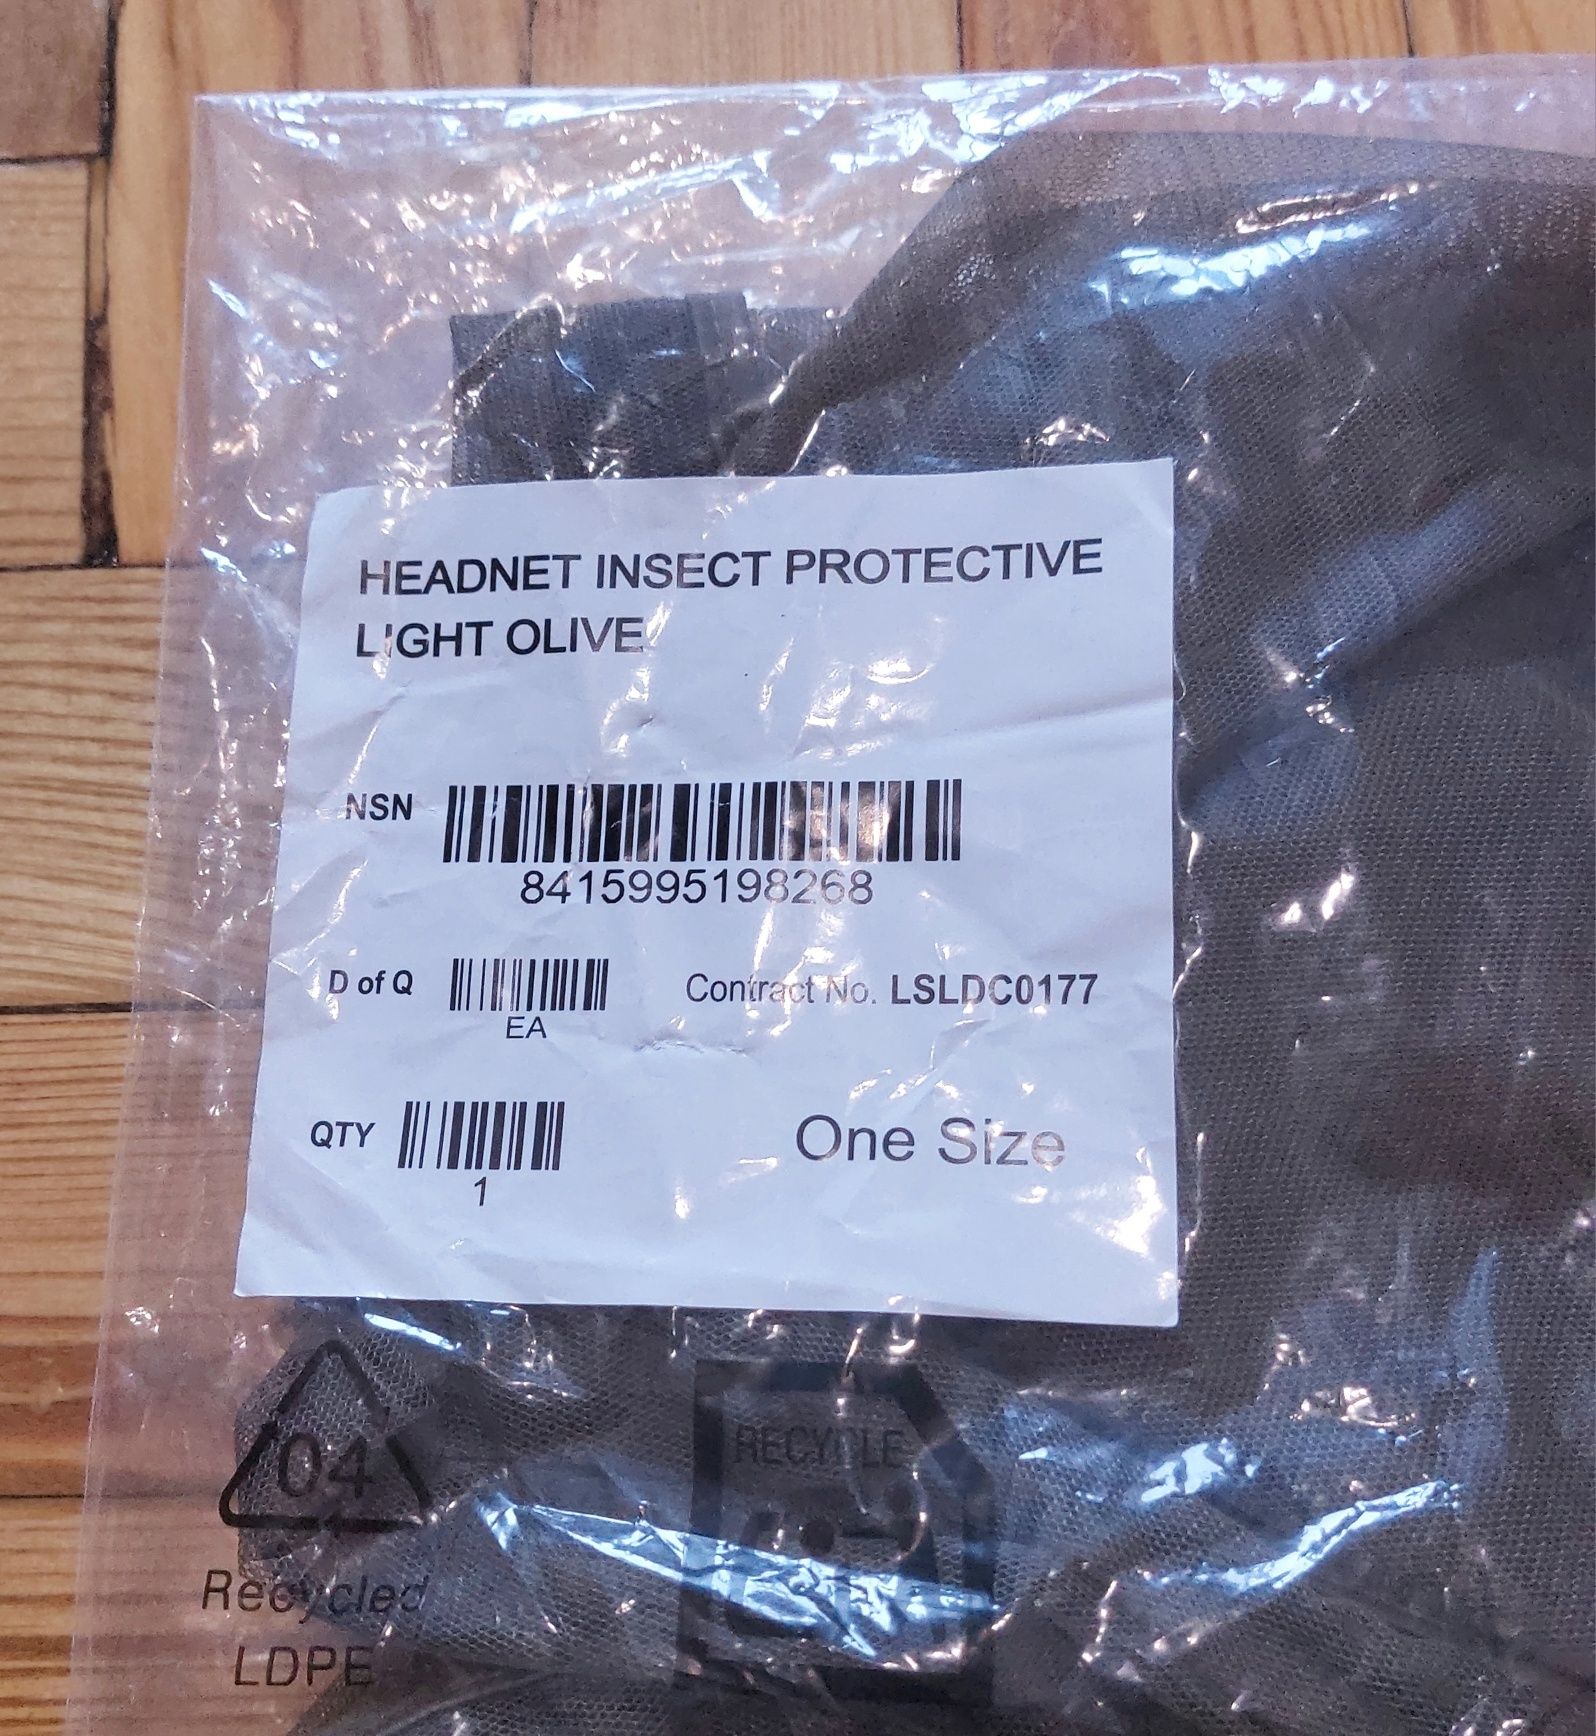 HEADNET INSECT PROTECTIVE
LIGHT OLIVE
NSN
8415995198268
D of Q
EA
Contract No. LSLDC0177
QTY
1
One Size
04
Recycled
LDPE
RECYCLE